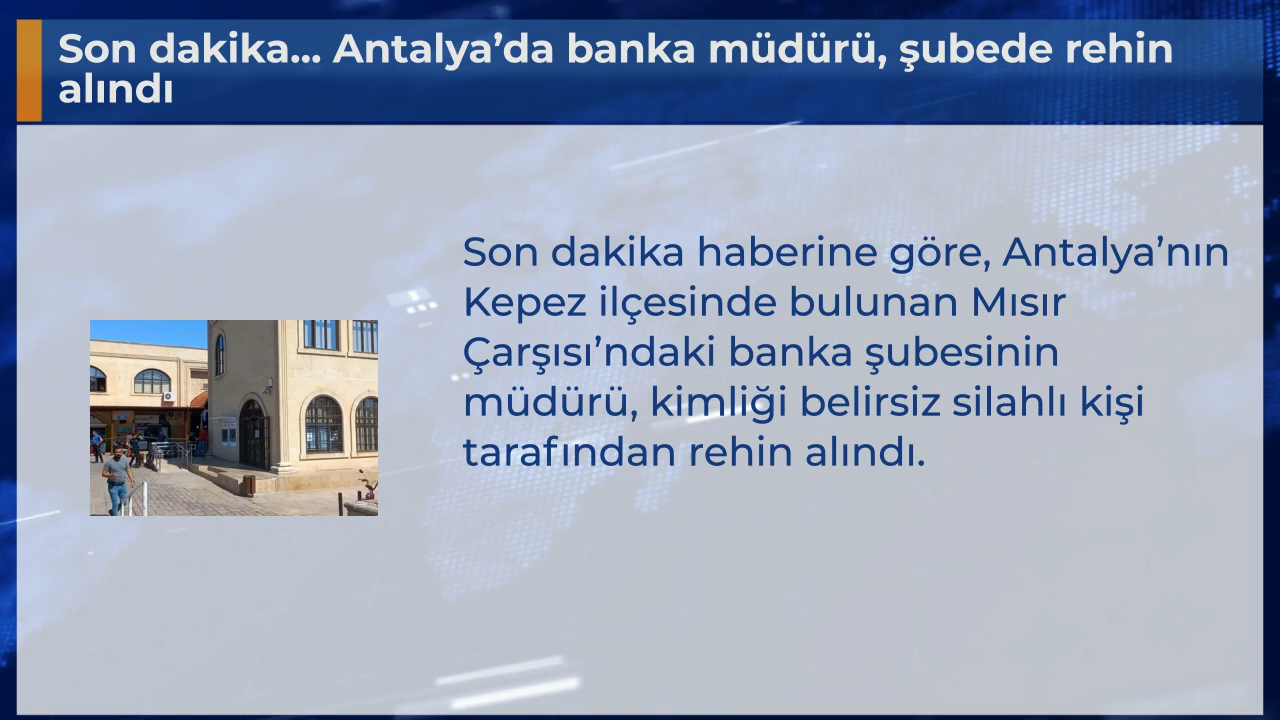 Son dakika... Antalya’da banka müdürü, şubede rehin
alındı
Son dakika haberine göre, Antalya’nın
Kepez ilçesinde bulunan Mısır
Çarşısı’ndaki banka şubesinin
müdürü, kimliği belirsiz silahlı kişi
tarafından rehin alındı.